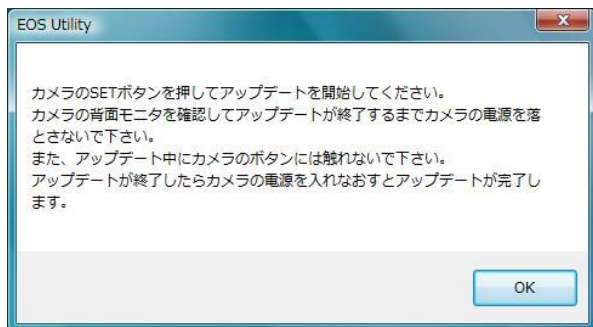 EOS Utility
カメラのSETボタンを押してアップデートを開始してください。
カメラの背面モニタを確認してアップデートが終了するまでカメラの電源を落
とさないで下さい。
また、アップデート中にカメラのボタンには触れないで下さい。
アップデートが終了したらカメラの電源を入れなおすとアップデートが完了し
ます。
OK